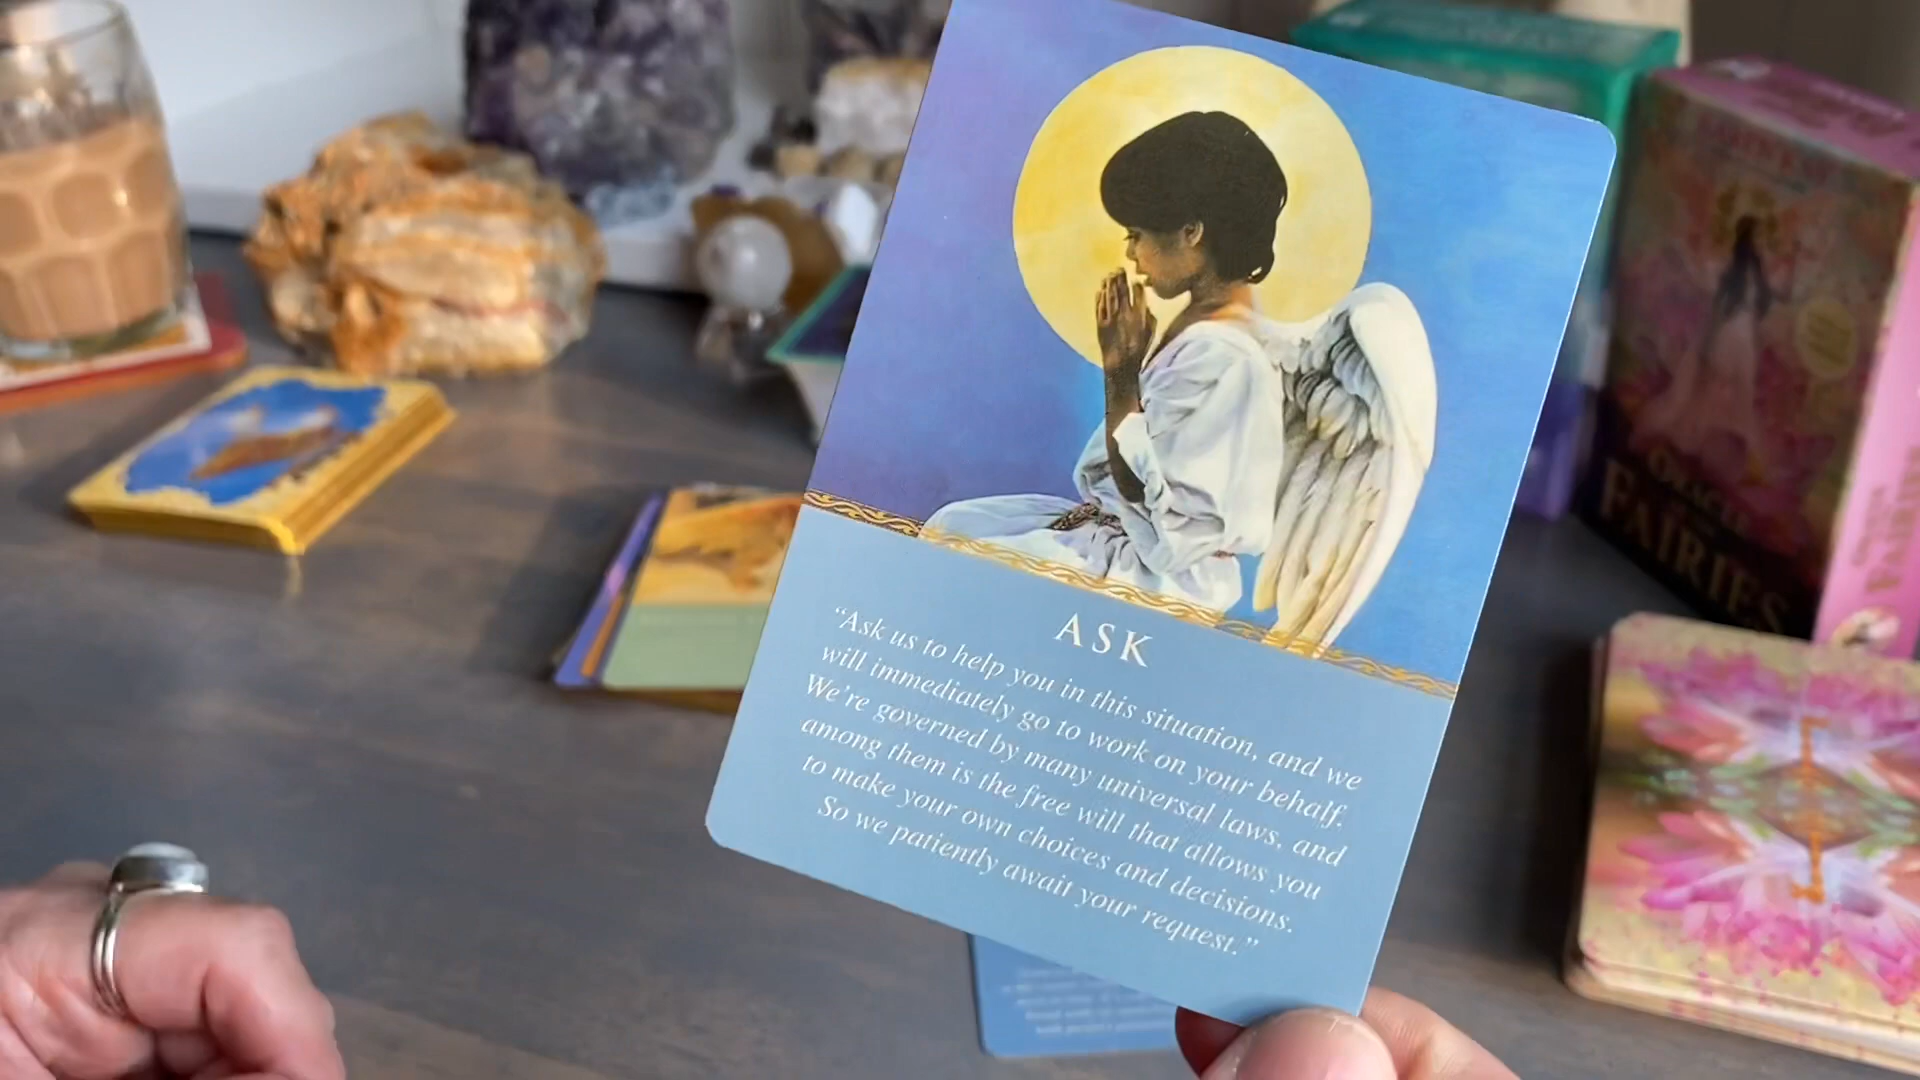 ASK
“Ask us to help you in this situation, and we
will immediately go to work on your behalf.
We’re governed by many universal laws, and
among them is the free will that allows you
to make your own choices and decisions.
So we patiently await your request.”
ORACLE
FAIRIES